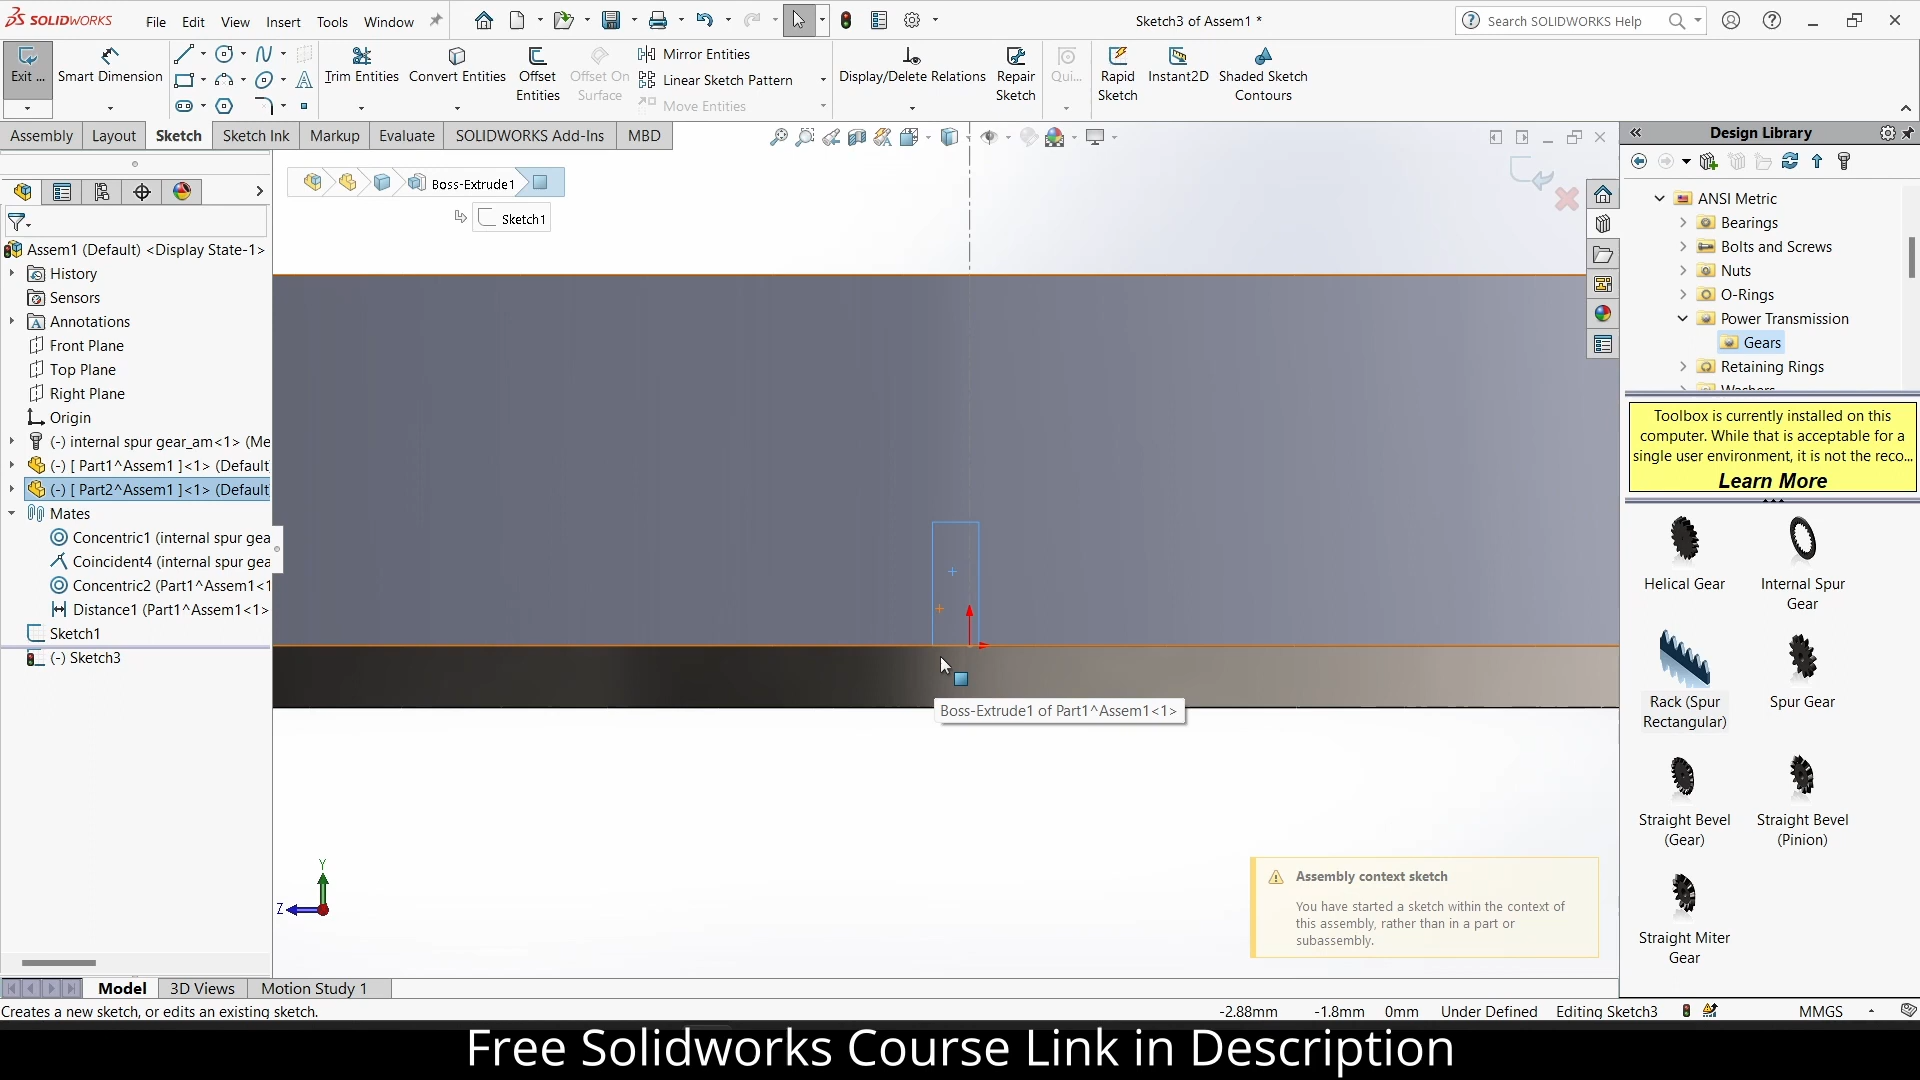 SOLIDWORKS
File
Edit
View
Insert
Tools
Window
Sketch3 of Assem1 *
Search SOLIDWORKS Help
Exit ...
Smart Dimension
Trim Entities
Convert Entities
Offset
Entities
Offset On
Surface
Mirror Entities
Linear Sketch Pattern
Move Entities
Display/Delete Relations
Repair
Sketch
Qui...
Rapid
Sketch
Instant2D
Shaded Sketch
Contours
Assembly
Layout
Sketch
Sketch Ink
Markup
Evaluate
SOLIDWORKS Add-Ins
MBD
Boss-Extrude1
Sketch1
Assem1 (Default) <Display State-1>
History
Sensors
Annotations
Front Plane
Top Plane
Right Plane
Origin
(-) internal spur gear_am<1> (Me
(-) [ Part1^Assem1 ]<1> (Default
(-) [ Part2^Assem1 ]<1> (Default
Mates
Concentric1 (internal spur gea
Coincident4 (internal spur gea
Concentric2 (Part1^Assem1<1
Distance1 (Part1^Assem1<1>
Sketch1
(-) Sketch3
Boss-Extrude1 of Part1^Assem1<1>
Y
Z
Assembly context sketch
You have started a sketch within the context of
this assembly, rather than in a part or
subassembly.
Design Library
ANSI Metric
Bearings
Bolts and Screws
Nuts
O-Rings
Power Transmission
Gears
Retaining Rings
Washers
Toolbox is currently installed on this
computer. While that is acceptable for a
single user environment, it is not the reco...
Learn More
Helical Gear
Internal Spur
Gear
Rack (Spur
Rectangular)
Spur Gear
Straight Bevel
(Gear)
Straight Bevel
(Pinion)
Straight Miter
Gear
Model
3D Views
Motion Study 1
Creates a new sketch, or edits an existing sketch.
-2.88mm
-1.8mm
0mm
Under Defined
Editing Sketch3
MMGS
Free Solidworks Course Link in Description